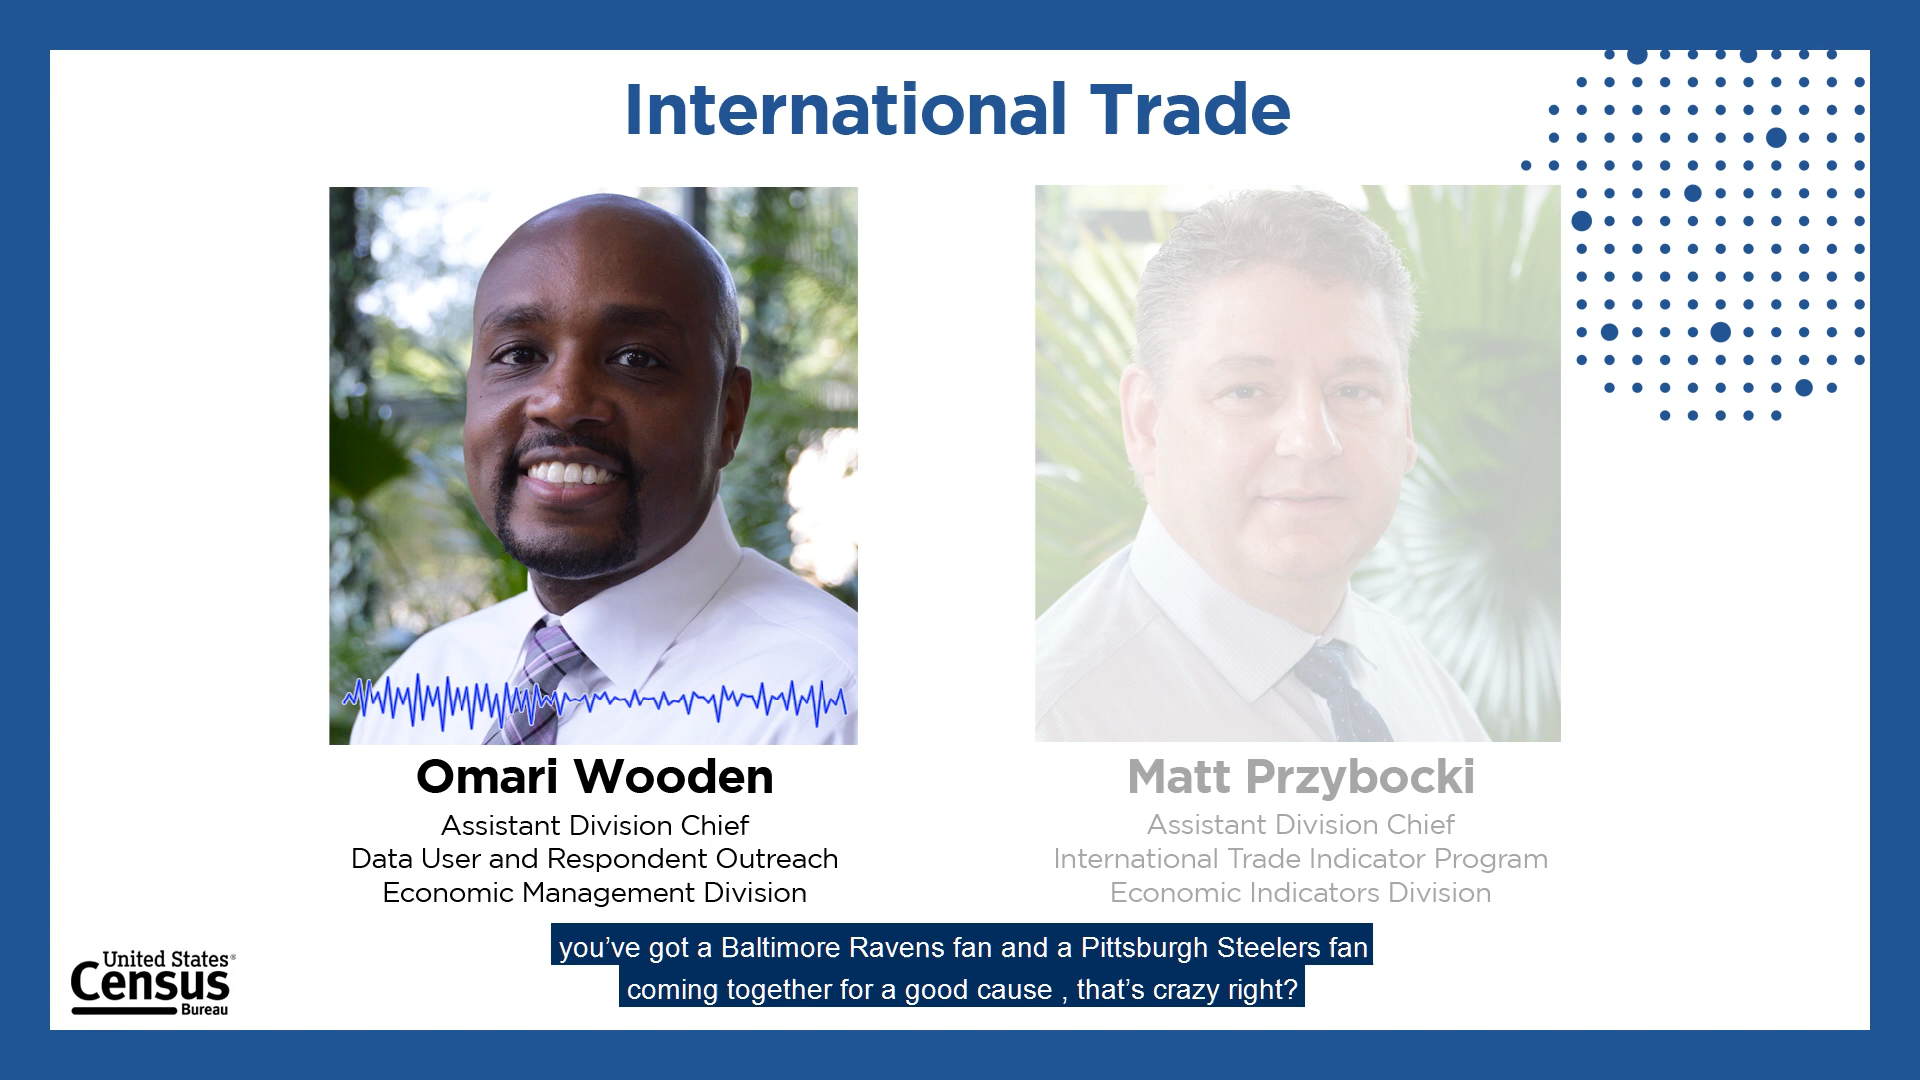 International Trade
Omari Wooden
Assistant Division Chief
Data User and Respondent Outreach
Economic Management Division
Matt Przybocki
Assistant Division Chief
International Trade Indicator Program
Economic Indicators Division
you’ve got a Baltimore Ravens fan and a Pittsburgh Steelers fan
coming together for a good cause , that’s crazy right?
United States®
Census
Bureau